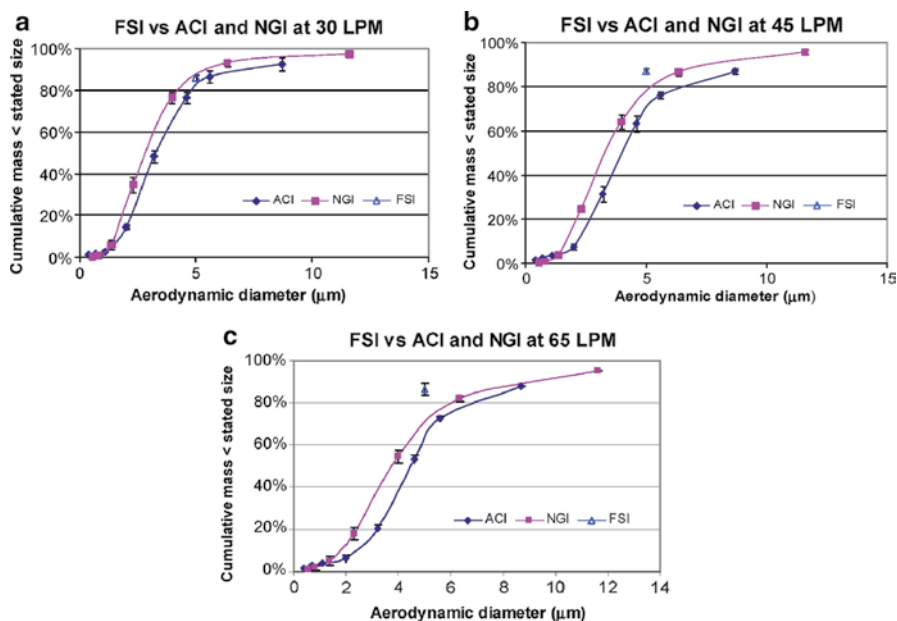 a
FSI vs ACI and NGI at 30 LPM
Cumulative mass < stated size
100%
80%
60%
40%
20%
0%
ACI NGI FSI
0 5 10 15
Aerodynamic diameter (μm)
b
FSI vs ACI and NGI at 45 LPM
Cumulative mass < stated size
100%
80%
60%
40%
20%
0%
ACI NGI FSI
0 5 10 15
Aerodynamic diameter (μm)
c
FSI vs ACI and NGI at 65 LPM
Cumulative mass < stated size
100%
80%
60%
40%
20%
0%
ACI NGI FSI
0 2 4 6 8 10 12 14
Aerodynamic diameter (μm)